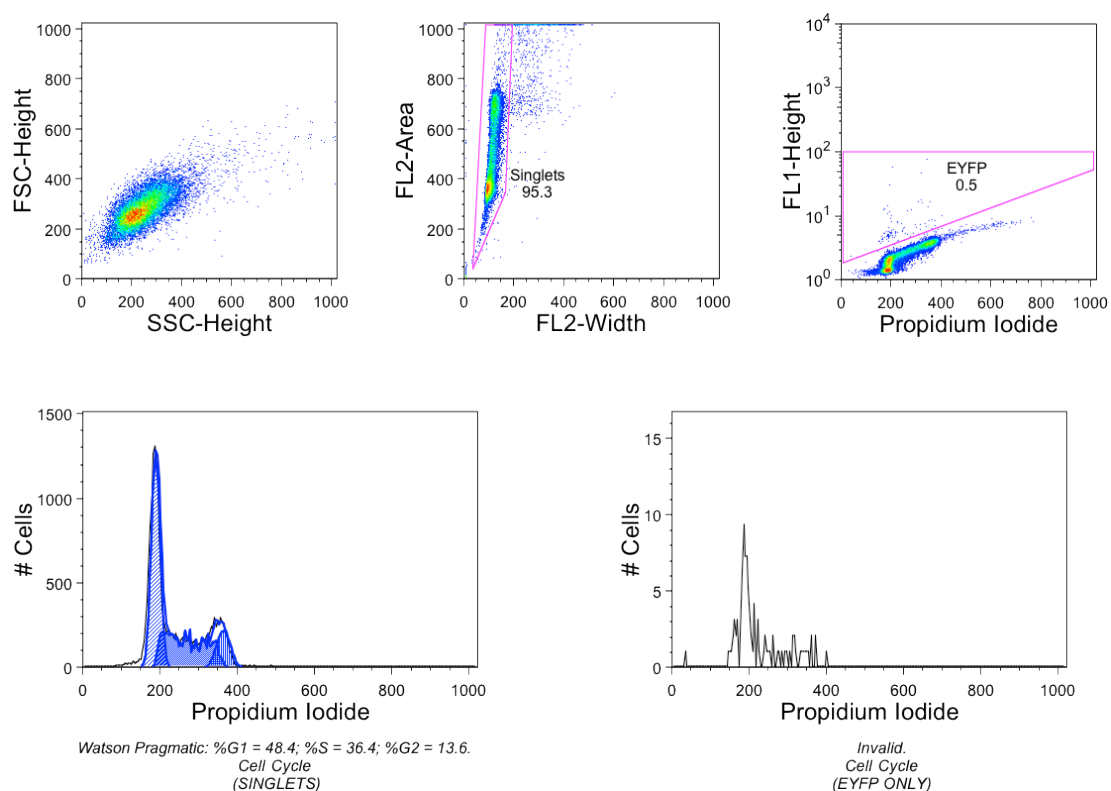 1000
800
600
400
200
0
FSC-Height
0 200 400 600 800 1000
SSC-Height
1000
800
600
400
200
0
FL2-Area
Singlets
95.3
0 200 400 600 800 1000
FL2-Width
10^4
10^3
10^2
10^1
10^0
FL1-Height
EYFP
0.5
0 200 400 600 800 1000
Propidium Iodide
1500
1000
500
0
# Cells
0 200 400 600 800 1000
Propidium Iodide
Watson Pragmatic: %G1 = 48.4; %S = 36.4; %G2 = 13.6.
Cell Cycle
(SINGLETS)
15
10
5
0
# Cells
0 200 400 600 800 1000
Propidium Iodide
Invalid.
Cell Cycle
(EYFP ONLY)